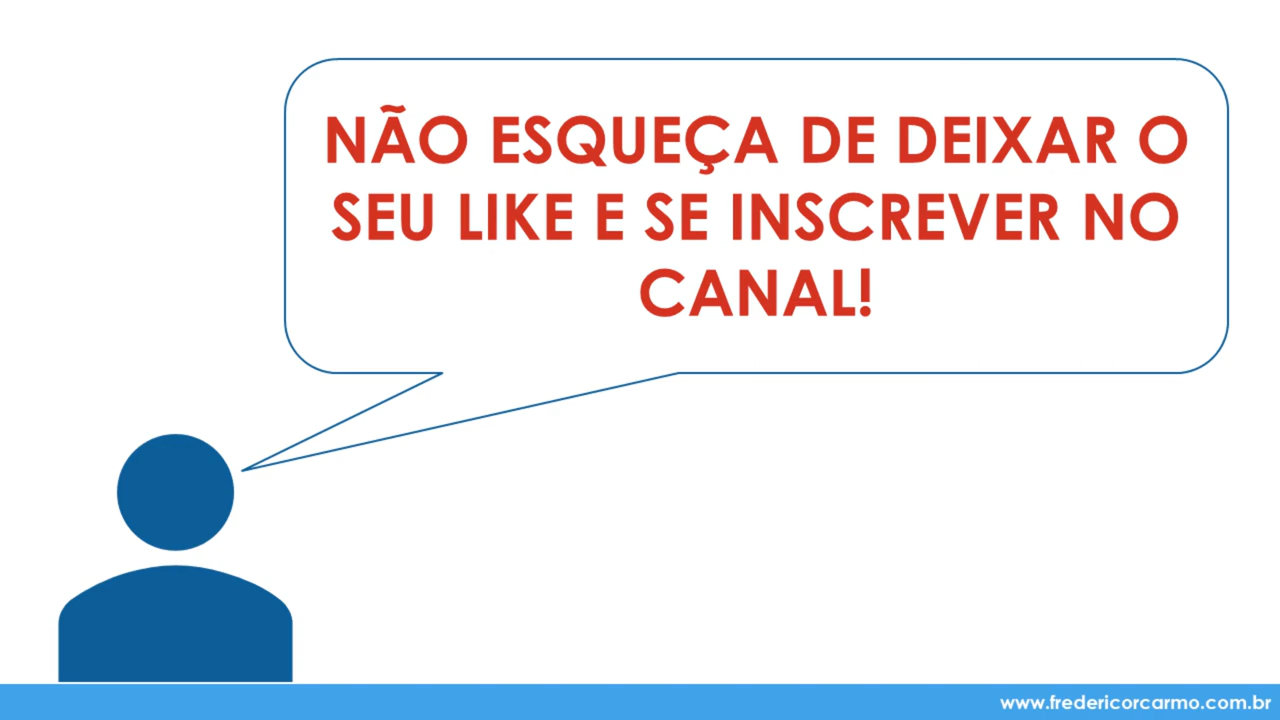 NÃO ESQUEÇA DE DEIXAR O
SEU LIKE E SE INSCREVER NO
CANAL!
www.fredericorcarmo.com.br